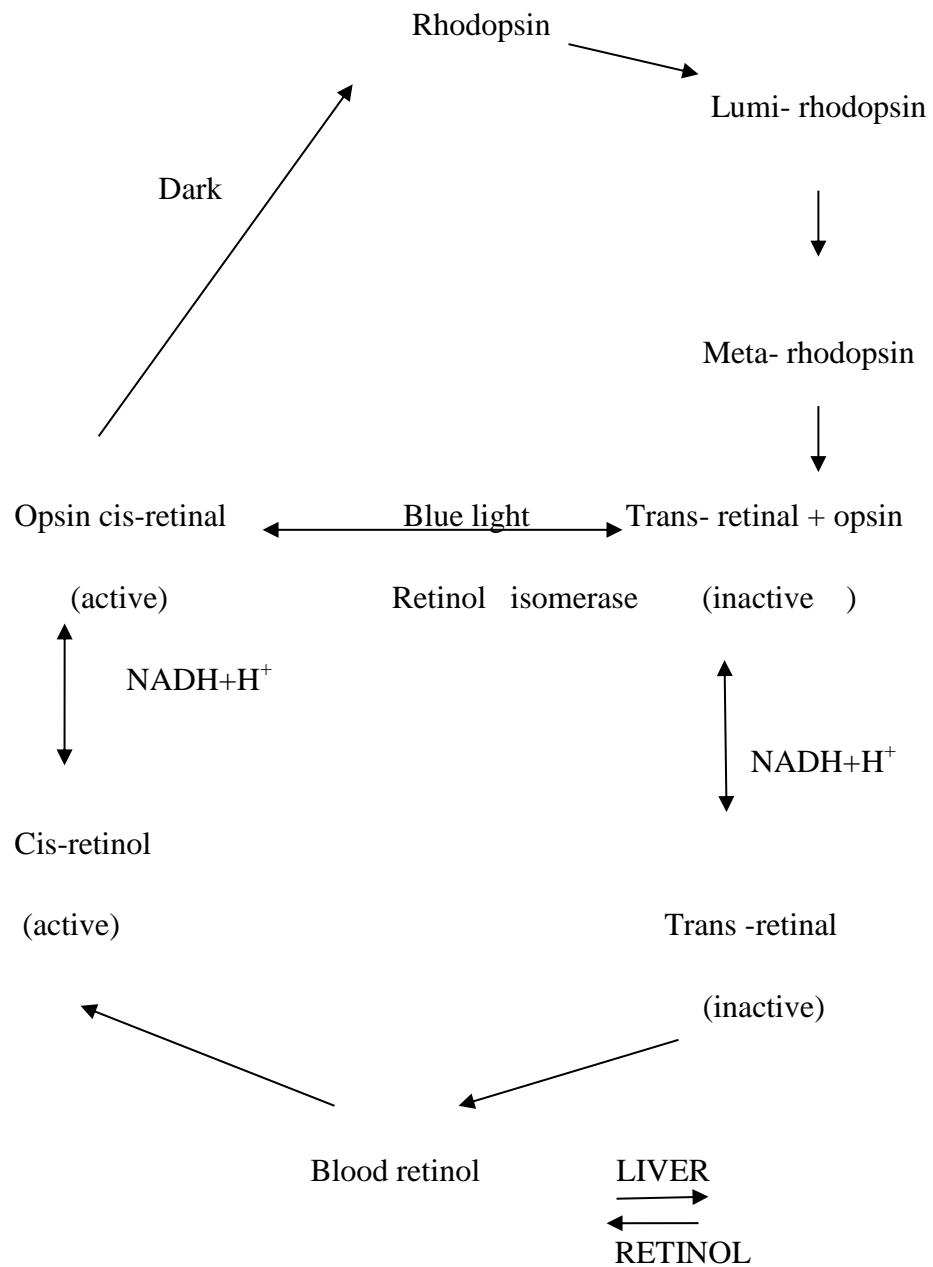 Rhodopsin
Lumi- rhodopsin
Dark
Meta- rhodopsin
Opsin cis-retinal Blue light Trans- retinal + opsin
(active) Retinol isomerase (inactive )
NADH+H+
NADH+H+
Cis-retinol
(active) Trans -retinal
(inactive)
Blood retinol LIVER
RETINOL